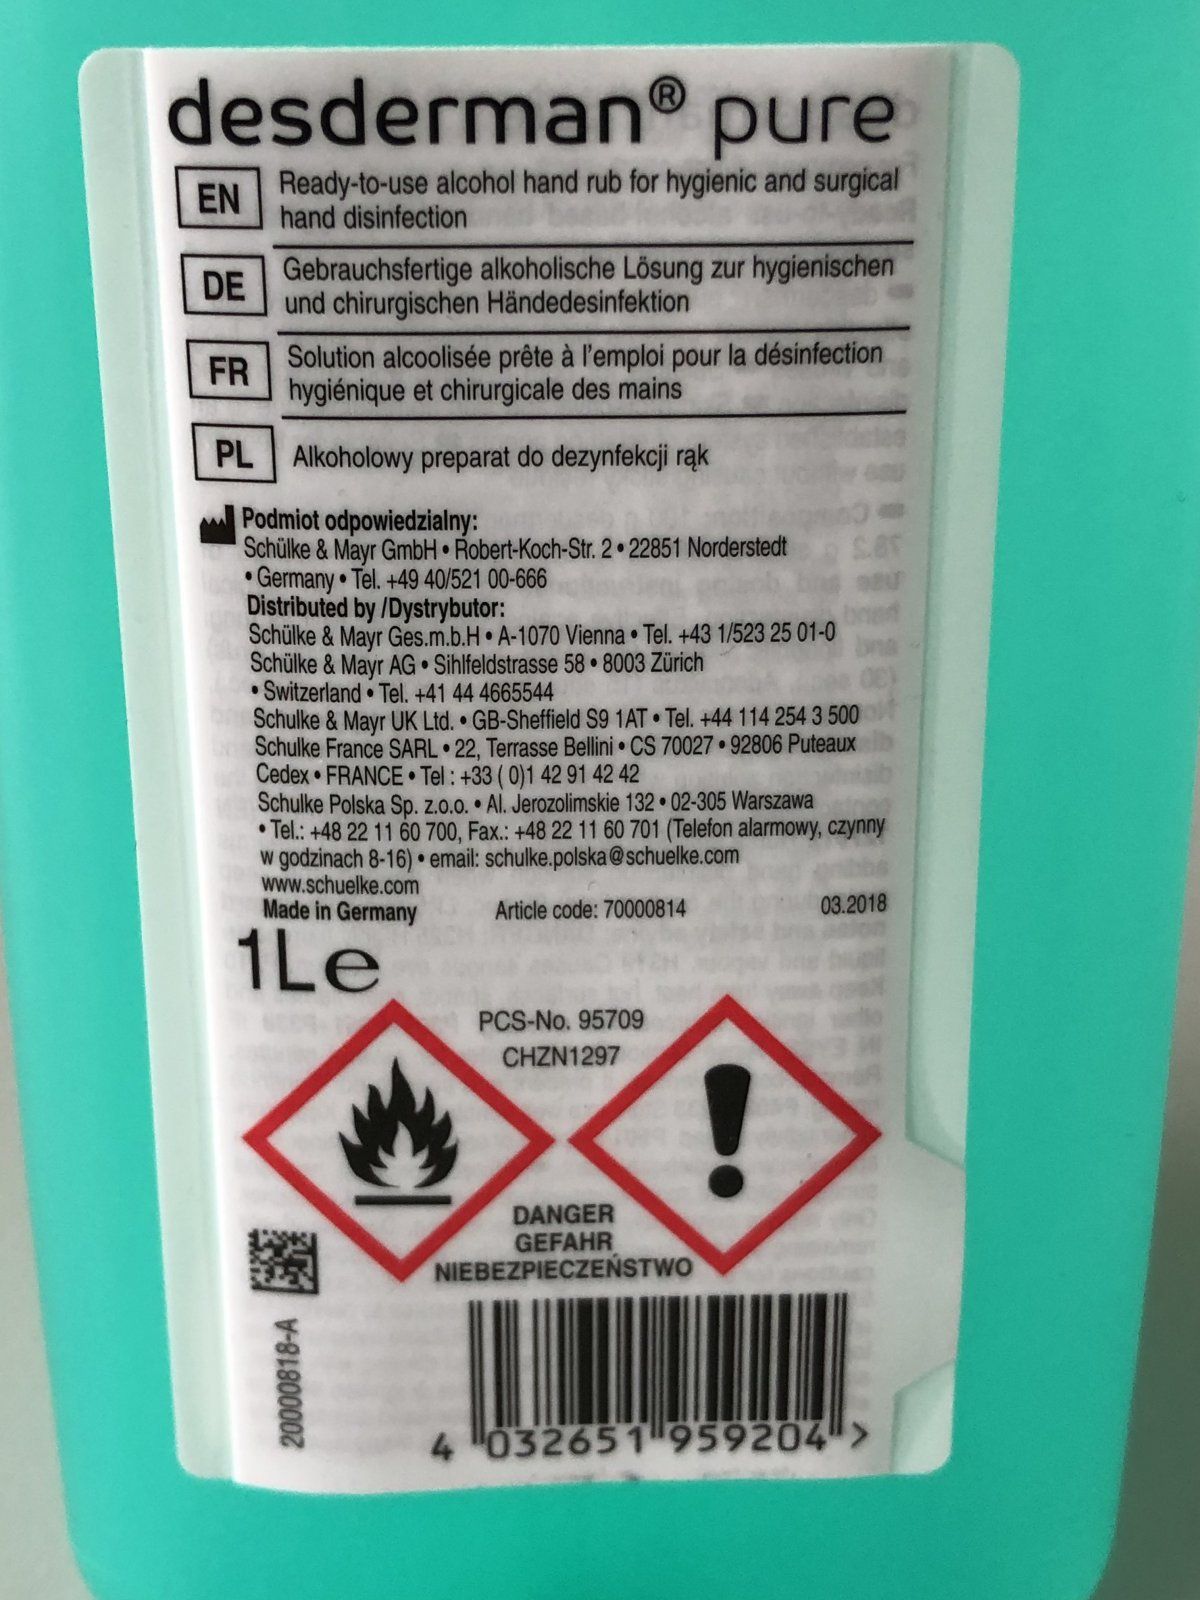 desderman® pure
EN
Ready-to-use alcohol hand rub for hygienic and surgical
hand disinfection
DE
Gebrauchsfertige alkoholische Lösung zur hygienischen
und chirurgischen Händedesinfektion
FR
Solution alcoolisée prête à l'emploi pour la désinfection
hygiénique et chirurgicale des mains
PL
Alkoholowy preparat do dezynfekcji rąk
Podmiot odpowiedzialny:
Schülke & Mayr GmbH • Robert-Koch-Str. 2 • 22851 Norderstedt
• Germany • Tel. +49 40/521 00-666
Distributed by /Dystrybutor:
Schülke & Mayr Ges.m.b.H • A-1070 Vienna • Tel. +43 1/523 25 01-0
Schülke & Mayr AG • Sihlfeldstrasse 58 • 8003 Zürich
• Switzerland • Tel. +41 44 4665544
Schulke & Mayr UK Ltd. • GB-Sheffield S9 1AT • Tel. +44 114 254 3 500
Schulke France SARL • 22, Terrasse Bellini • CS 70027 • 92806 Puteaux
Cedex • FRANCE • Tel : +33 ( 0)1 42 91 42 42
Schulke Polska Sp. z.o.o. • Al. Jerozolimskie 132 • 02-305 Warszawa
• Tel.: +48 22 11 60 700, Fax.: +48 22 11 60 701 (Telefon alarmowy, czynny
w godzinach 8-16) • email: schulke.polska@schuelke.com
www.schuelke.com
Made in Germany Article code: 70000814 03.2018
1L e
PCS-No. 95709
CHZN1297
DANGER
GEFAHR
NIEBEZPIECZEŃSTWO
20000818-A
4 032651 959204 >